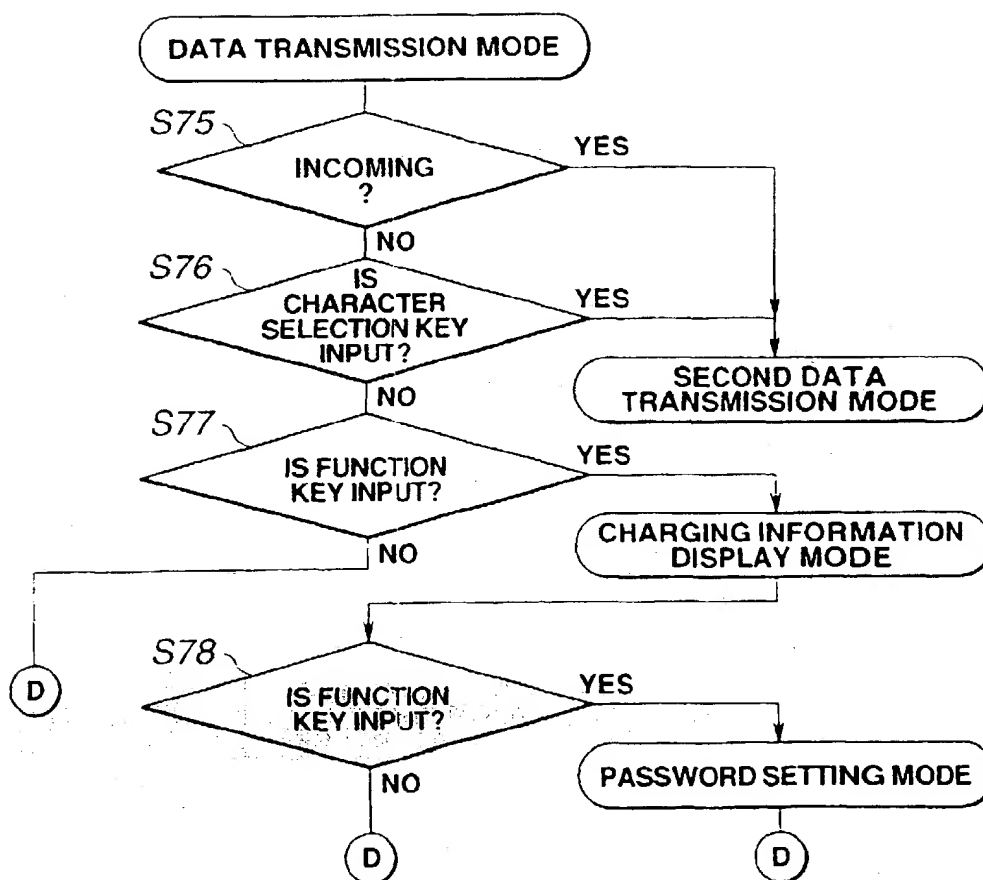 DATA TRANSMISSION MODE
S75
INCOMING
?
YES
NO
S76
IS
CHARACTER
SELECTION KEY
INPUT?
YES
NO
SECOND DATA
TRANSMISSION MODE
S77
IS FUNCTION
KEY INPUT?
YES
NO
CHARGING INFORMATION
DISPLAY MODE
D
S78
IS FUNCTION
KEY INPUT?
YES
NO
PASSWORD SETTING MODE
D
D